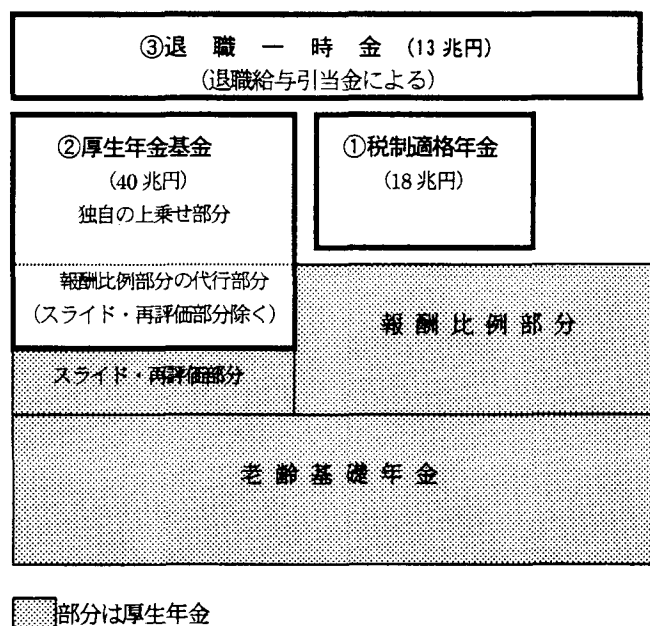 ③退 職 一 時 金 (13 兆円)
(退職給与引当金による)
②厚生年金基金
(40 兆円)
独自の上乗せ部分
①税制適格年金
(18 兆円)
報酬比例部分の代行部分
(スライド・再評価部分除く)
報 酬 比 例 部 分
スライド・再評価部分
老 齢 基 礎 年 金
部分は厚生年金